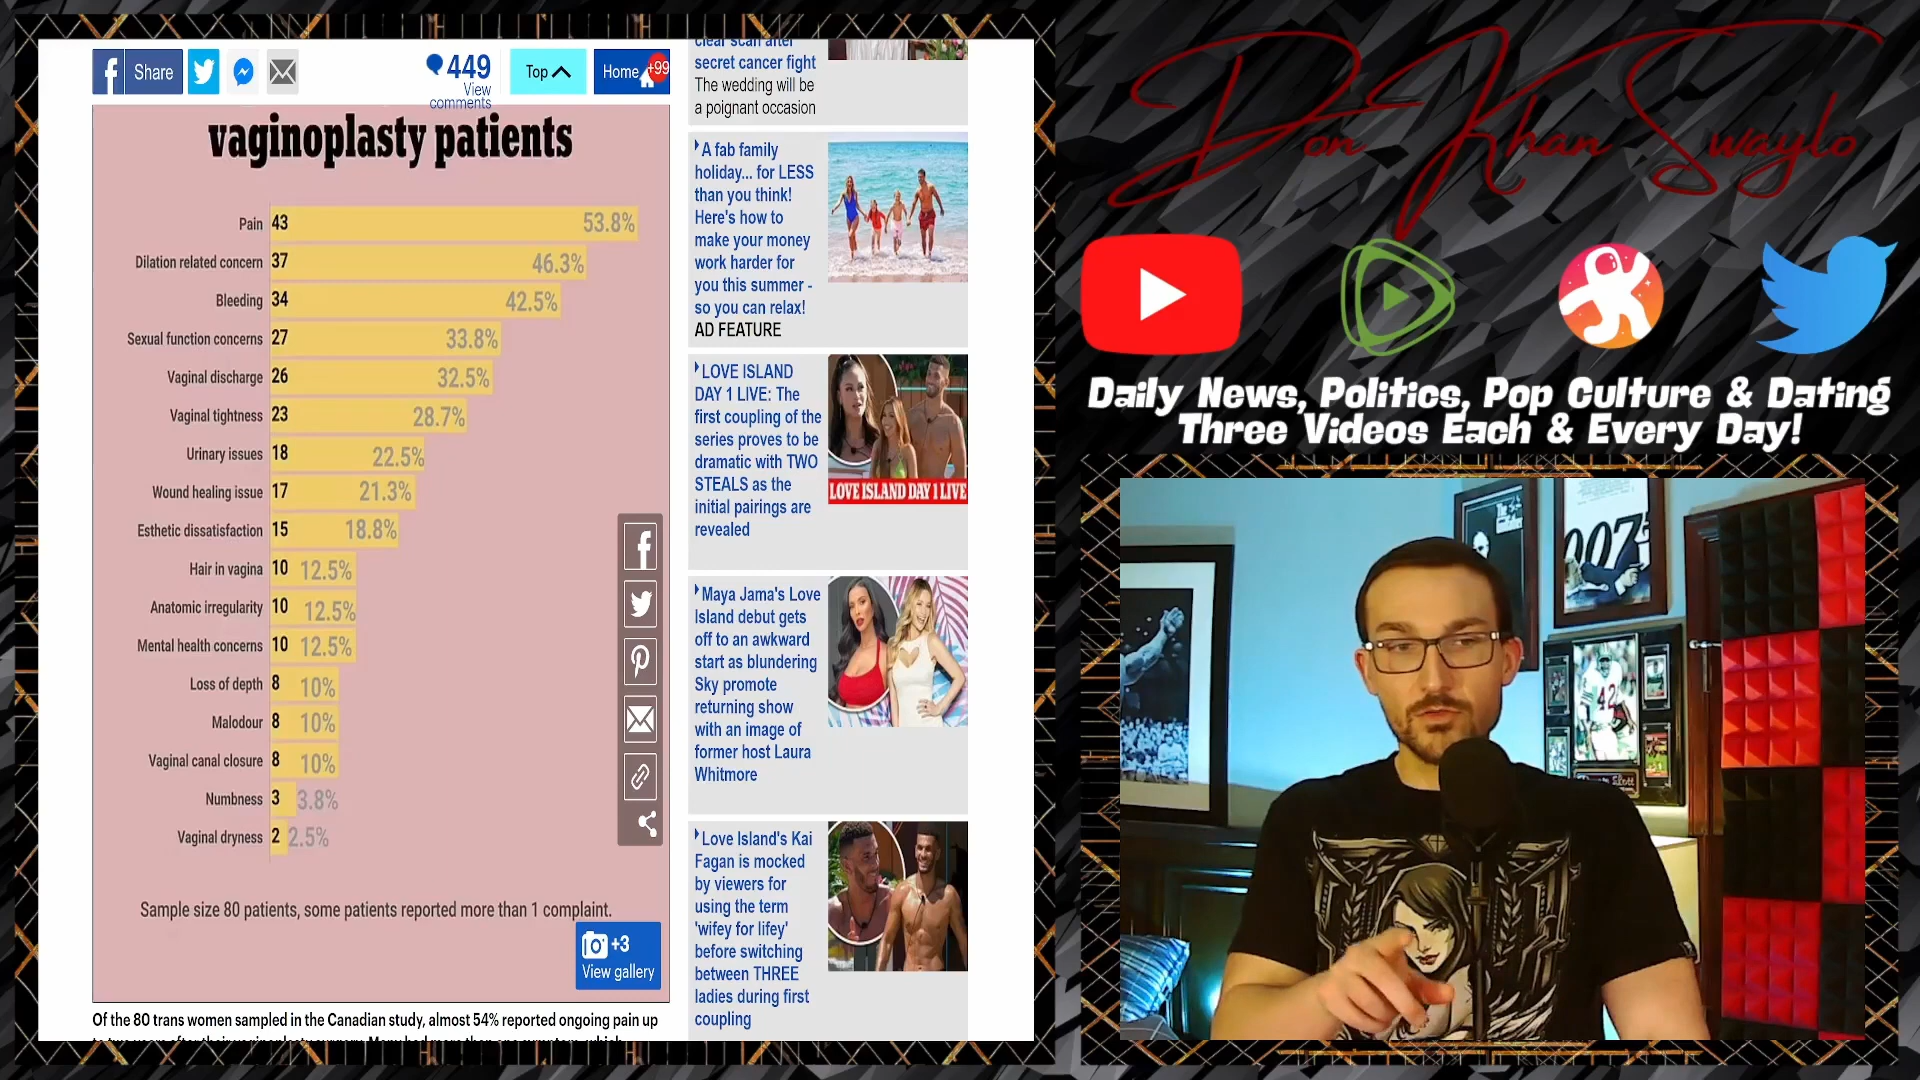 Share
449
View
comments
Top
Home
+99
vaginoplasty patients
Pain 43 53.8%
Dilation related concern 37 46.3%
Bleeding 34 42.5%
Sexual function concerns 27 33.8%
Vaginal discharge 26 32.5%
Vaginal tightness 23 28.7%
Urinary issues 18 22.5%
Wound healing issue 17 21.3%
Esthetic dissatisfaction 15 18.8%
Hair in vagina 10 12.5%
Anatomic irregularity 10 12.5%
Mental health concerns 10 12.5%
Loss of depth 8 10%
Malodour 8 10%
Vaginal canal closure 8 10%
Numbness 3 3.8%
Vaginal dryness 2 2.5%
Sample size 80 patients, some patients reported more than 1 complaint.
+3
View gallery
Of the 80 trans women sampled in the Canadian study, almost 54% reported ongoing pain up
clear scan after
secret cancer fight
The wedding will be
a poignant occasion
A fab family
holiday... for LESS
than you think!
Here's how to
make your money
work harder for
you this summer -
so you can relax!
AD FEATURE
LOVE ISLAND
DAY 1 LIVE: The
first coupling of the
series proves to be
dramatic with TWO
STEALS as the
initial pairings are
revealed
LOVE ISLAND DAY 1 LIVE
Maya Jama's Love
Island debut gets
off to an awkward
start as blundering
Sky promote
returning show
with an image of
former host Laura
Whitmore
Love Island's Kai
Fagan is mocked
by viewers for
using the term
'wifey for lifey'
before switching
between THREE
ladies during first
coupling
Don Khan Swaylo
Daily News, Politics, Pop Culture & Dating
Three Videos Each & Every Day!
007
42